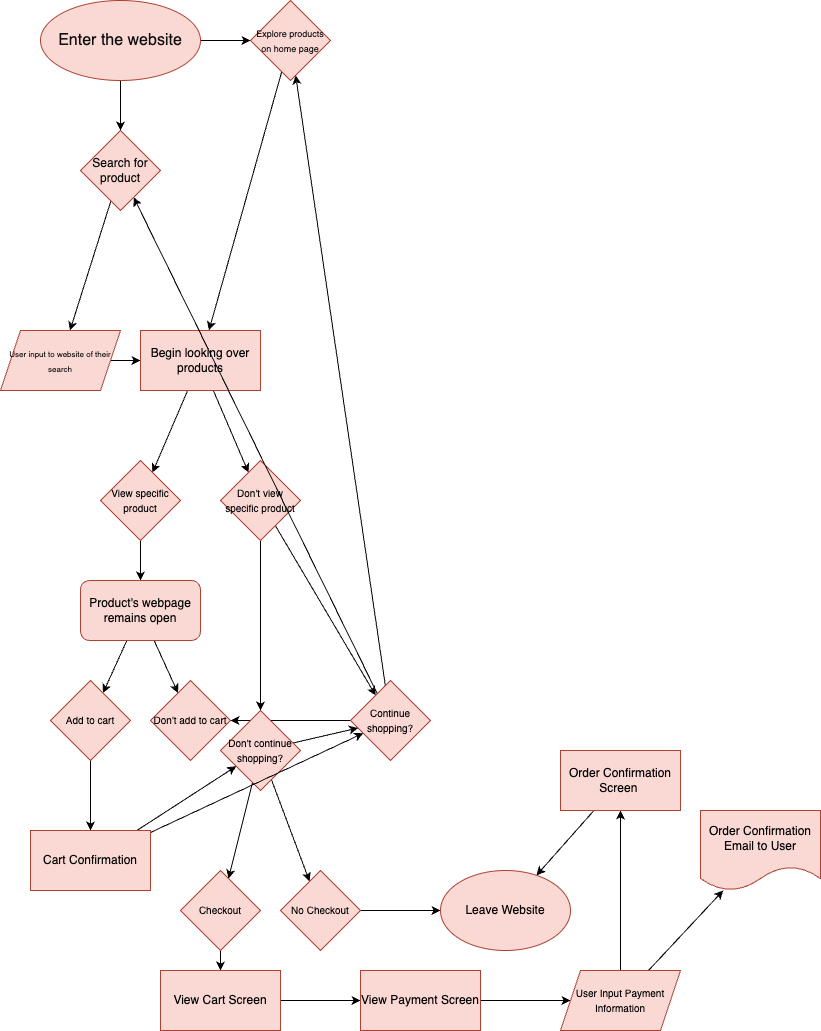 Enter the website
Explore products
on home page
Search for
product
User input to website of their
search
Begin looking over
products
View specific
product
Don't view
specific product
Product's webpage
remains open
Add to cart
Don't add to cart
Continue
shopping?
Don't continue
shopping?
Order Confirmation
Screen
Order Confirmation
Email to User
Cart Confirmation
Checkout
No Checkout
Leave Website
View Cart Screen
View Payment Screen
User Input Payment
Information